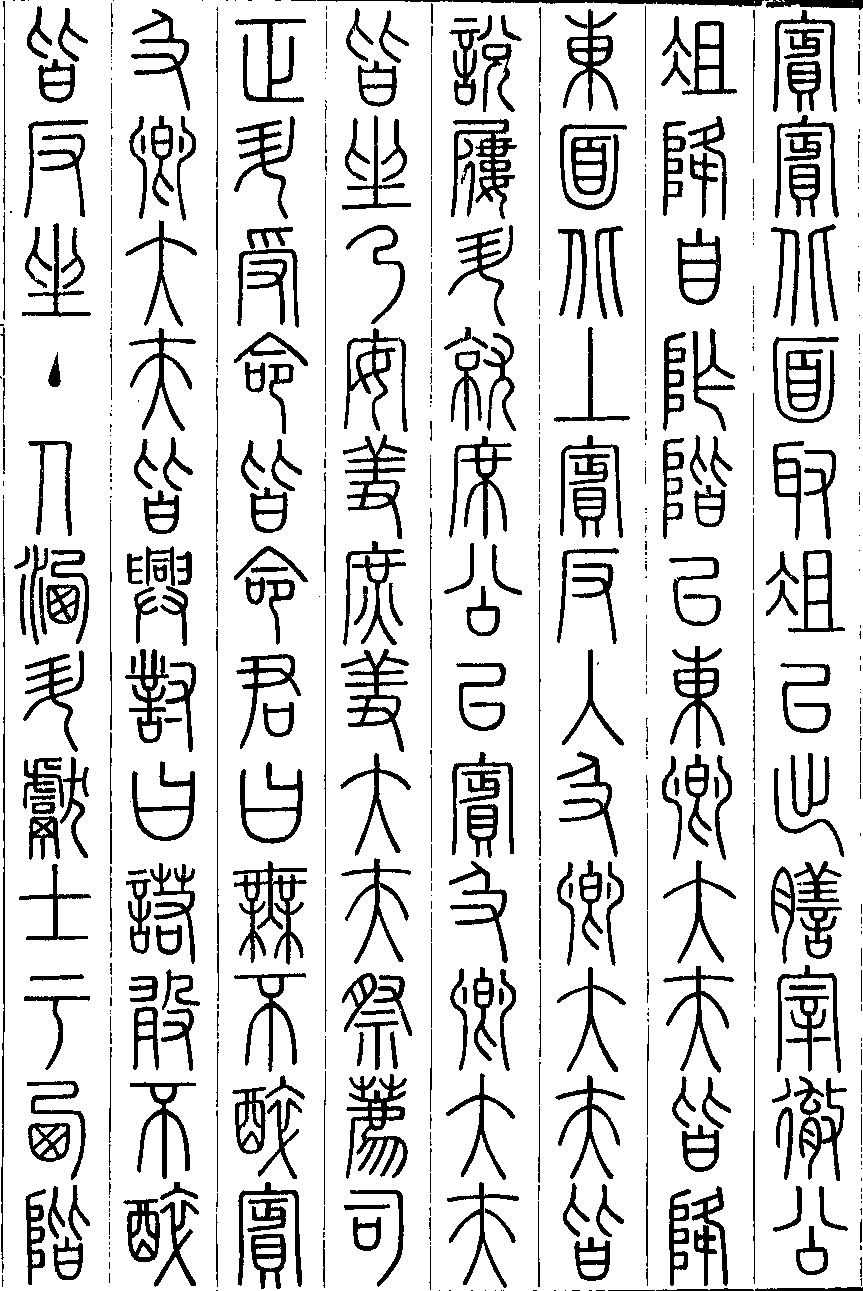 賓賓北面取俎以出膳宰徹公
俎降自阼階以東卿大夫皆降
東面北上賓反入及卿大夫皆
說屨升就席公以賓及卿大夫
皆坐乃安羞庶羞大夫祭薦司
正升受命皆命君曰無不醉賓
及卿大夫皆興對曰諾敢不醉
皆反坐丶人洒升獻士于西階